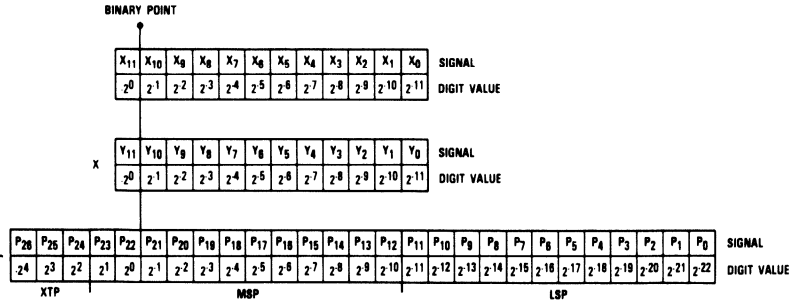 BINARY POINT
X11 X10 X9 X8 X7 X6 X5 X4 X3 X2 X1 X0 SIGNAL
-2^0 2^-1 2^-2 2^-3 2^-4 2^-5 2^-6 2^-7 2^-8 2^-9 2^-10 2^-11 DIGIT VALUE
X
Y11 Y10 Y9 Y8 Y7 Y6 Y5 Y4 Y3 Y2 Y1 Y0 SIGNAL
-2^0 2^-1 2^-2 2^-3 2^-4 2^-5 2^-6 2^-7 2^-8 2^-9 2^-10 2^-11 DIGIT VALUE
P26 P25 P24 P23 P22 P21 P20 P19 P18 P17 P16 P15 P14 P13 P12 P11 P10 P9 P8 P7 P6 P5 P4 P3 P2 P1 P0 SIGNAL
-2^4 2^3 2^2 2^1 2^0 2^-1 2^-2 2^-3 2^-4 2^-5 2^-6 2^-7 2^-8 2^-9 2^-10 2^-11 2^-12 2^-13 2^-14 2^-15 2^-16 2^-17 2^-18 2^-19 2^-20 2^-21 2^-22 DIGIT VALUE
XTP MSP LSP